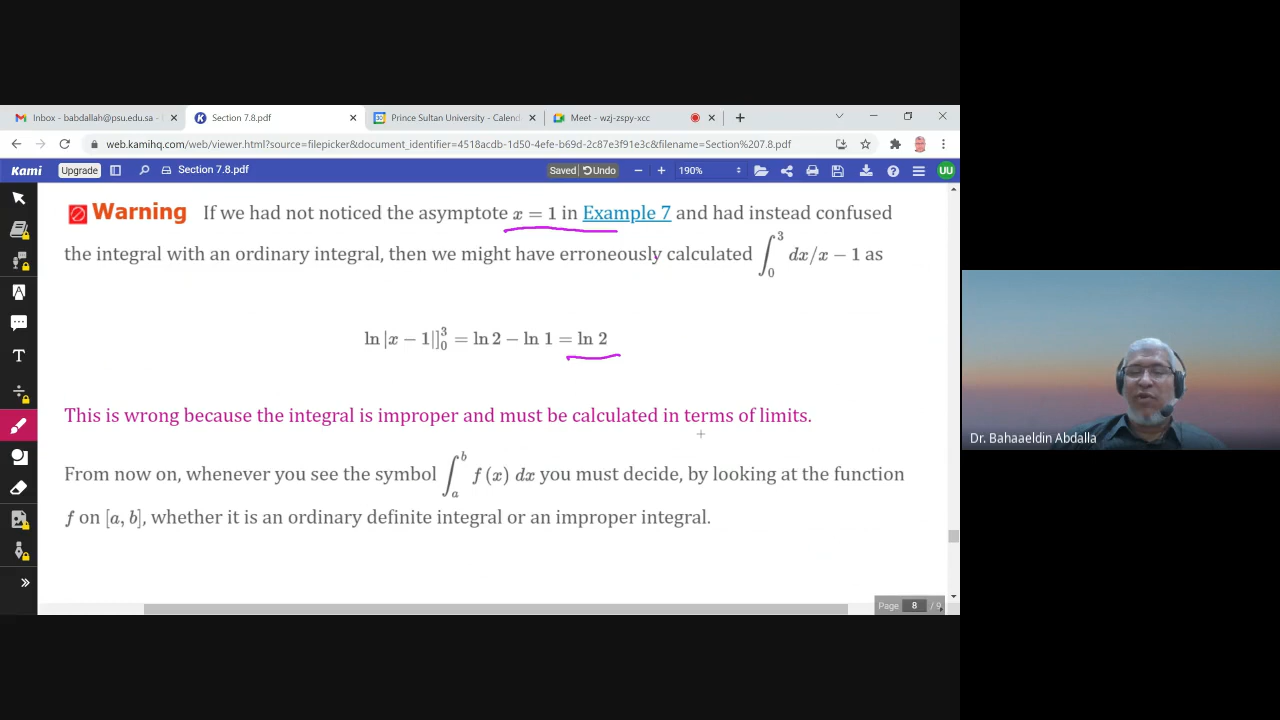 Inbox - babdallah@psu.edu.sa -
Section 7.8.pdf
Prince Sultan University - Calend
Meet - wzj-zspy-xcc
web.kamihq.com/web/viewer.html?source=filepicker&document_identifier=4518acdb-1d50-4efe-b69d-2c87e3f91e3c&filename=Section%207.8.pdf
Kami Upgrade Section 7.8.pdf Saved Undo 190% UU
Warning If we had not noticed the asymptote x = 1 in Example 7 and had instead confused
the integral with an ordinary integral, then we might have erroneously calculated ∫₀³ dx/x − 1 as
ln |x − 1|]₀³ = ln 2 − ln 1 = ln 2
This is wrong because the integral is improper and must be calculated in terms of limits.
From now on, whenever you see the symbol ∫ₐᵇ f (x) dx you must decide, by looking at the function
f on [a, b], whether it is an ordinary definite integral or an improper integral.
Page 8 / 9
Dr. Bahaaeldin Abdalla